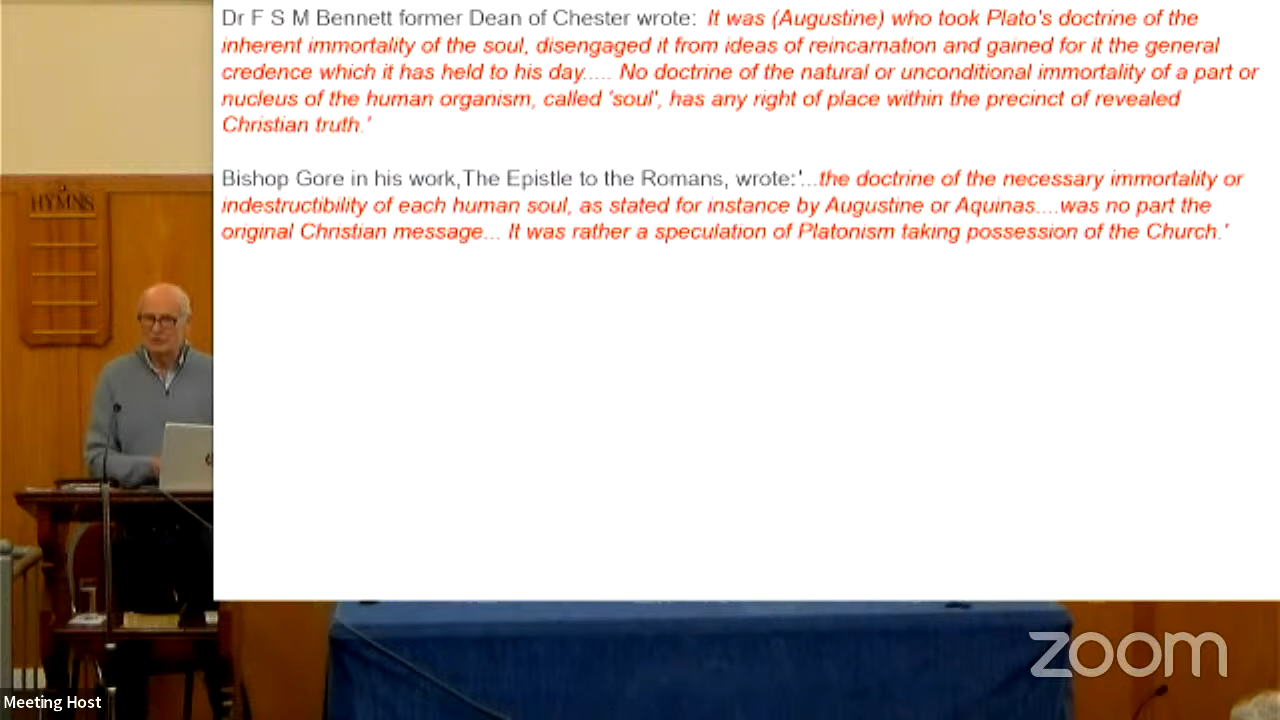 Dr F S M Bennett former Dean of Chester wrote: It was (Augustine) who took Plato's doctrine of the
inherent immortality of the soul, disengaged it from ideas of reincarnation and gained for it the general
credence which it has held to his day..... No doctrine of the natural or unconditional immortality of a part or
nucleus of the human organism, called 'soul', has any right of place within the precinct of revealed
Christian truth.'
Bishop Gore in his work,The Epistle to the Romans, wrote:'...the doctrine of the necessary immortality or
indestructibility of each human soul, as stated for instance by Augustine or Aquinas....was no part the
original Christian message... It was rather a speculation of Platonism taking possession of the Church.'
HYMNS
zoom
Meeting Host